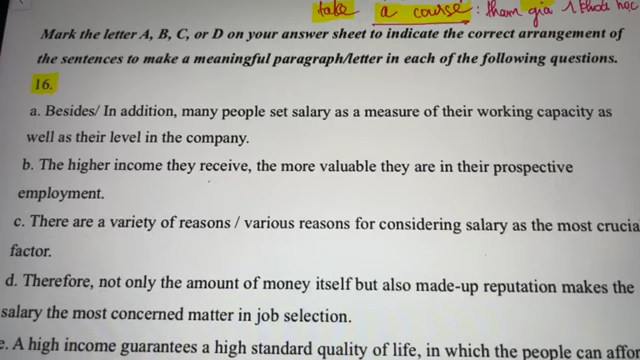 take a course : tham gia 1 khoá học
Mark the letter A, B, C, or D on your answer sheet to indicate the correct arrangement of
the sentences to make a meaningful paragraph/letter in each of the following questions.
16.
a. Besides/ In addition, many people set salary as a measure of their working capacity as
well as their level in the company.
b. The higher income they receive, the more valuable they are in their prospective
employment.
c. There are a variety of reasons / various reasons for considering salary as the most crucia
factor.
d. Therefore, not only the amount of money itself but also made-up reputation makes the
salary the most concerned matter in job selection.
e. A high income guarantees a high standard quality of life, in which the people can affor